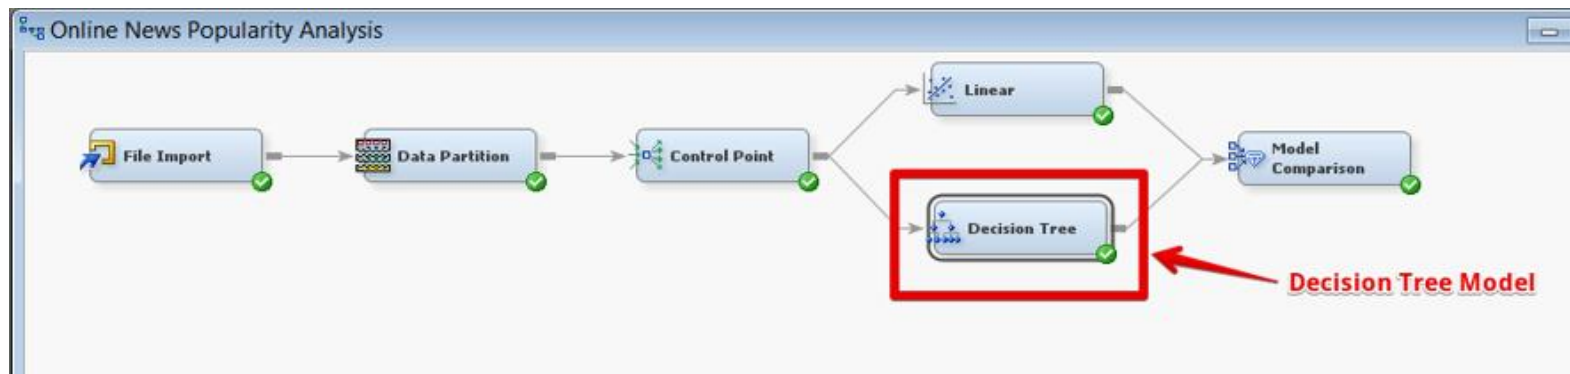 Online News Popularity Analysis
Linear
File Import
Data Partition
Control Point
Model
Comparison
Decision Tree
Decision Tree Model